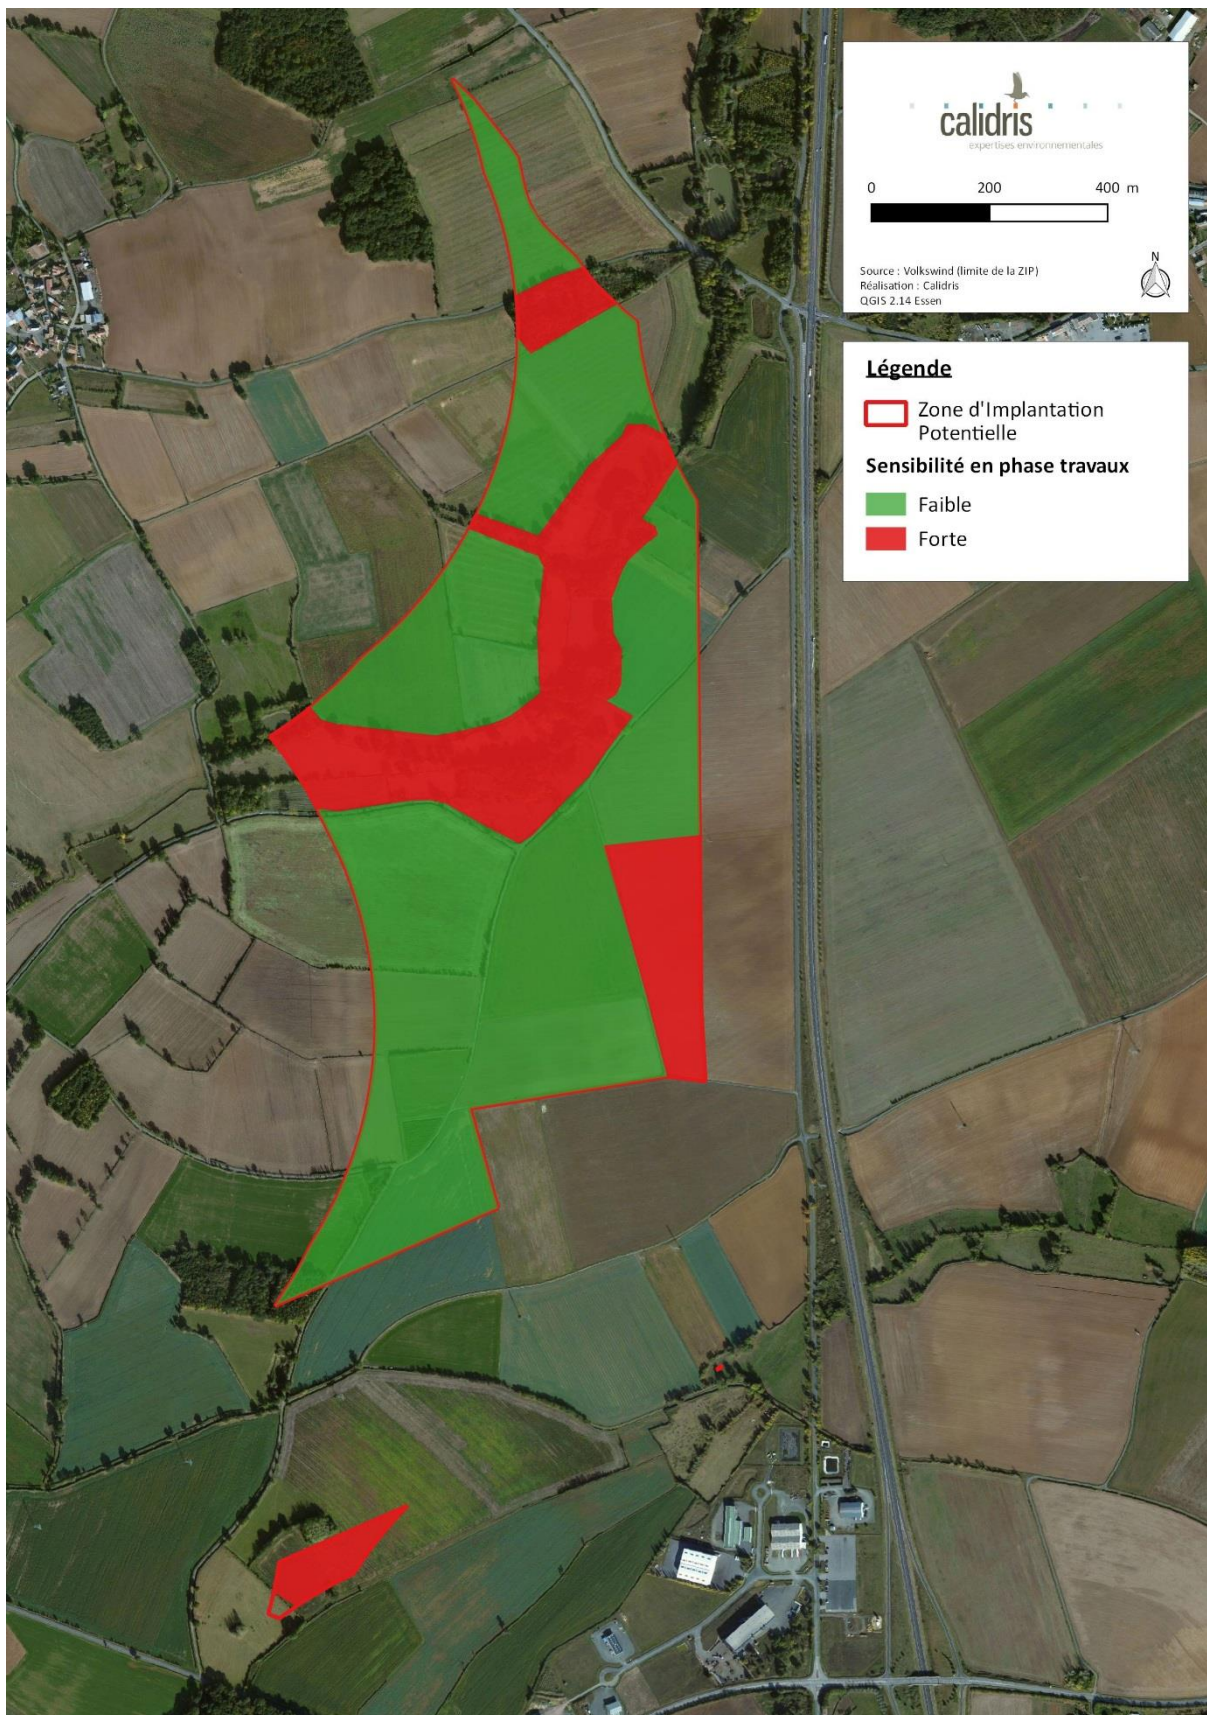 calidris
expertises environnementales
0 200 400 m
Source : Volkswind (limite de la ZIP)
Réalisation : Calidris
QGIS 2.14 Essen
N
Légende
Zone d'Implantation
Potentielle
Sensibilité en phase travaux
Faible
Forte